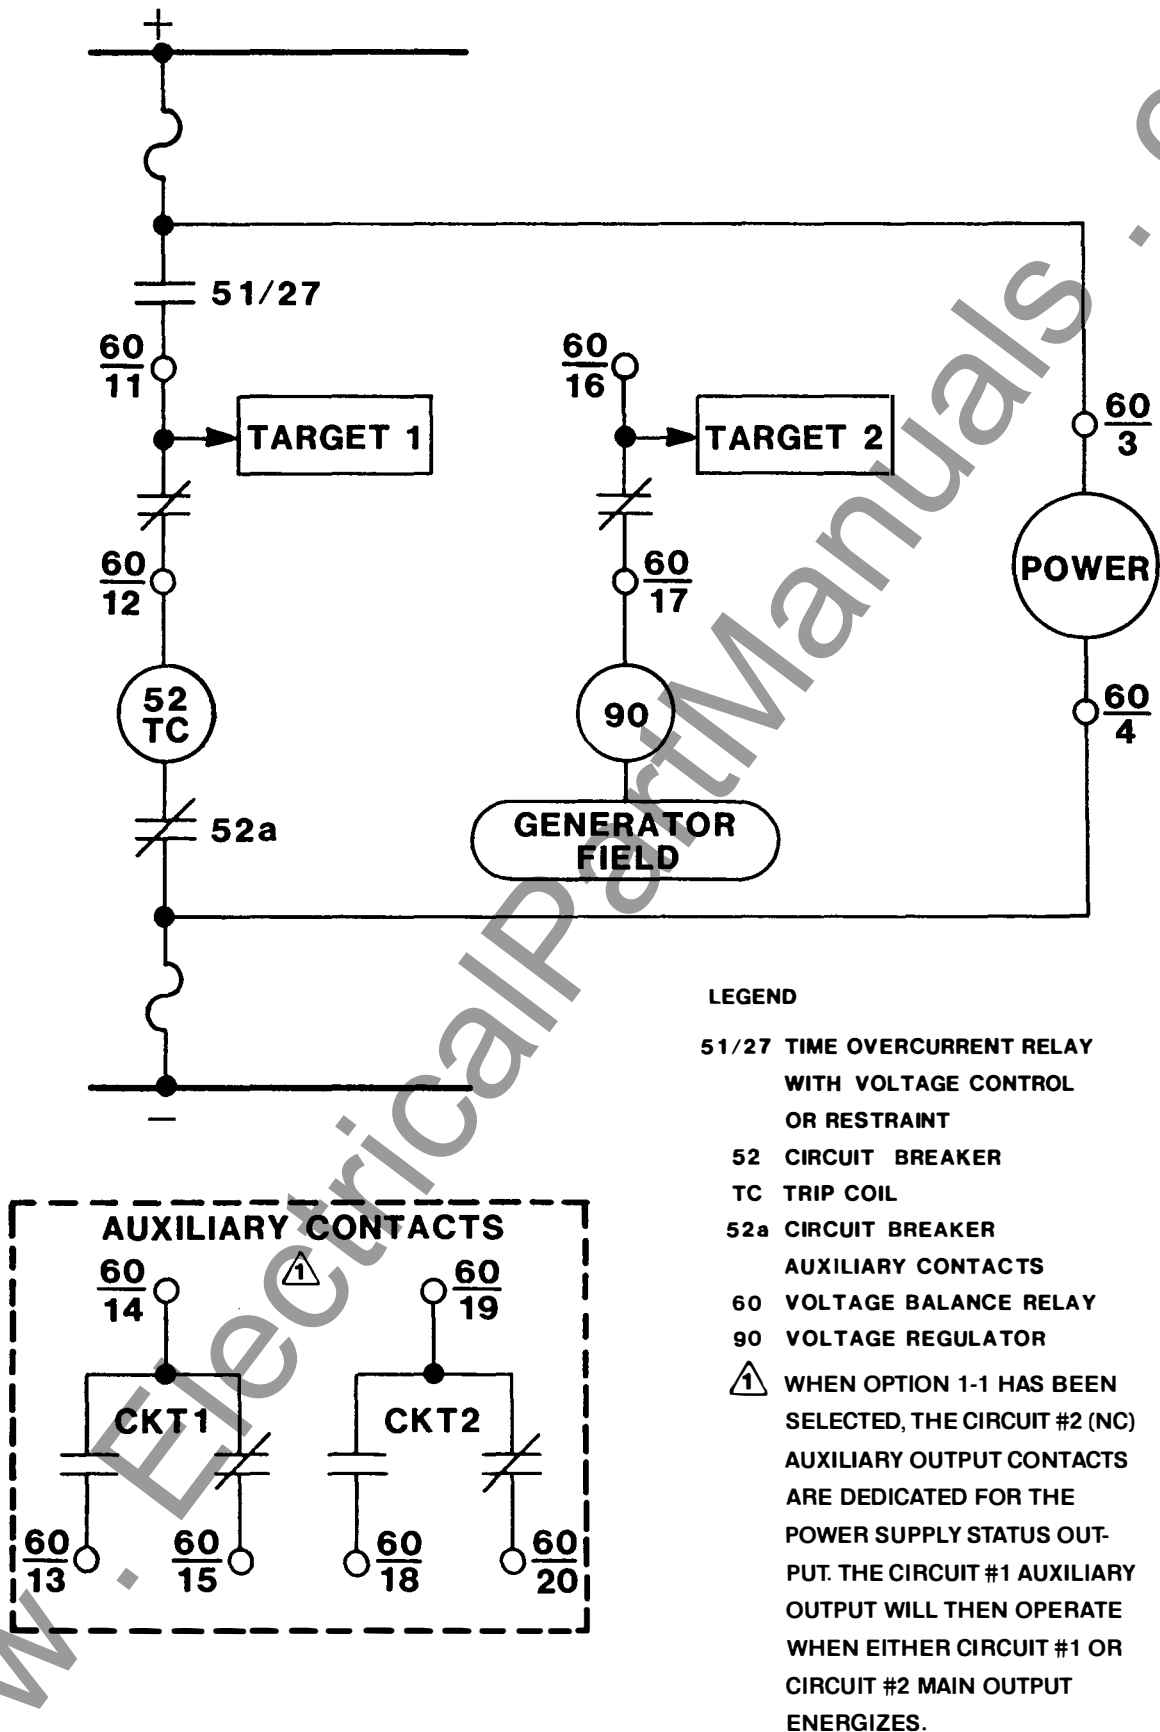 +
51/27
60
11
60
16
TARGET 1
TARGET 2
60
3
60
12
60
17
POWER
52
TC
90
60
4
52a
GENERATOR
FIELD
−
LEGEND
51/27 TIME OVERCURRENT RELAY
WITH VOLTAGE CONTROL
OR RESTRAINT
52 CIRCUIT BREAKER
TC TRIP COIL
52a CIRCUIT BREAKER
AUXILIARY CONTACTS
60 VOLTAGE BALANCE RELAY
90 VOLTAGE REGULATOR
1 WHEN OPTION 1-1 HAS BEEN
SELECTED, THE CIRCUIT #2 (NC)
AUXILIARY OUTPUT CONTACTS
ARE DEDICATED FOR THE
POWER SUPPLY STATUS OUT-
PUT. THE CIRCUIT #1 AUXILIARY
OUTPUT WILL THEN OPERATE
WHEN EITHER CIRCUIT #1 OR
CIRCUIT #2 MAIN OUTPUT
ENERGIZES.
AUXILIARY CONTACTS
1
60
14
60
19
CKT1
CKT2
60
13
60
15
60
18
60
20
w . ElectricalPartManuals .